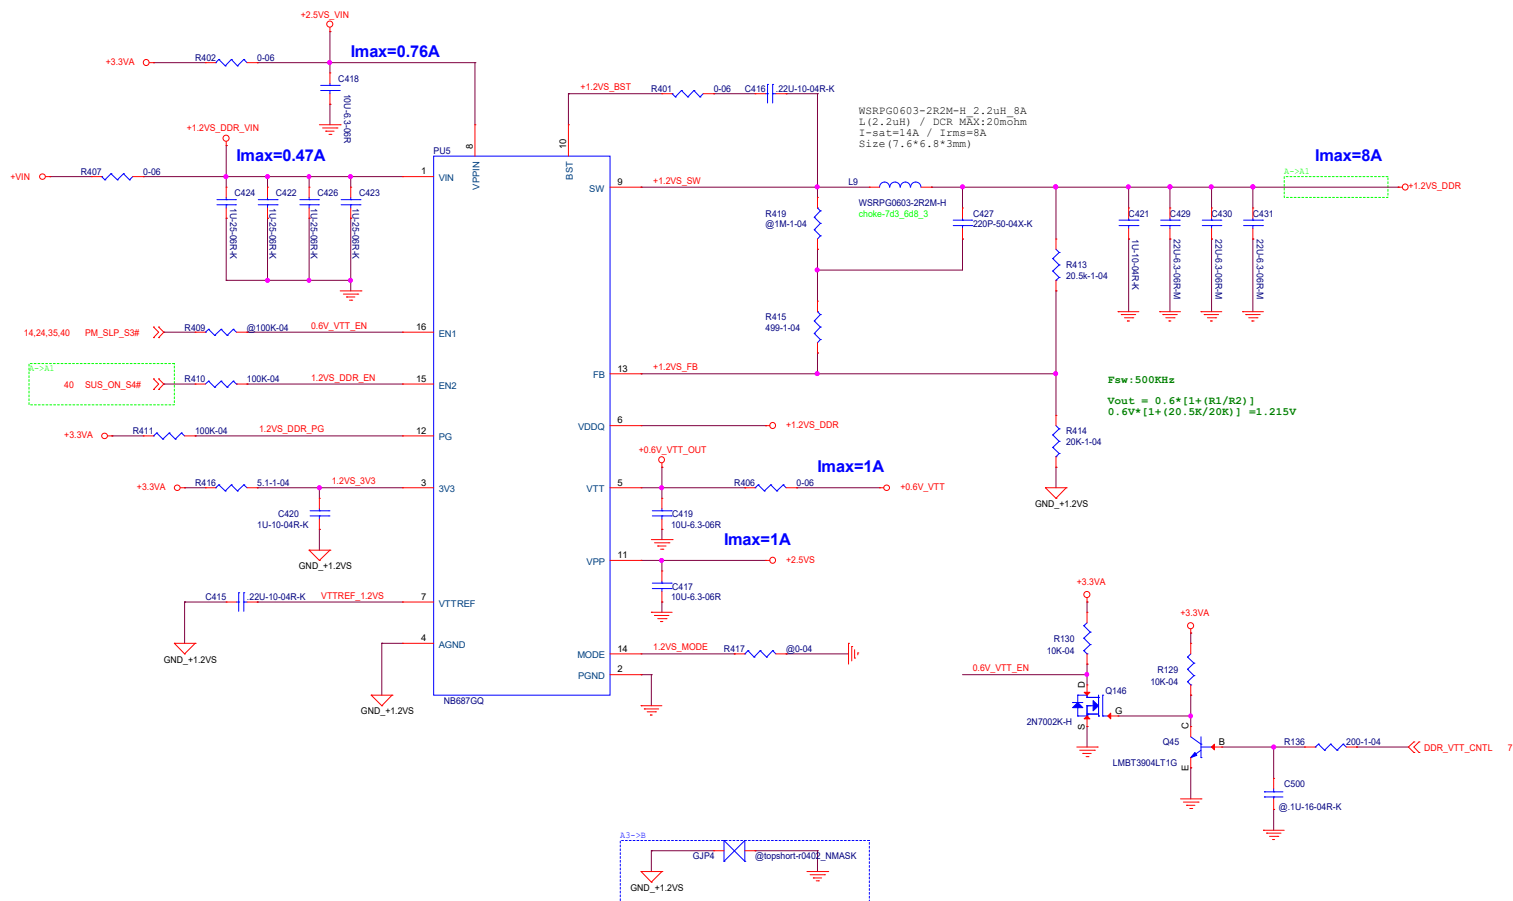 +2.5VS_VIN
Imax=0.76A
+3.3VA
R402
0-06
C418
10U-6.3-06R
+1.2VS_DDR_VIN
Imax=0.47A
+VIN
R407
0-06
C424
1U-25-06R-K
C422
1U-25-06R-K
C426
1U-25-06R-K
C423
1U-25-06R-K
14,24,35,40 PM_SLP_S3#
R409
@100K-04
0.6V_VTT_EN
A->A1
40 SUS_ON_S4#
R410
100K-04
1.2VS_DDR_EN
+3.3VA
R411
100K-04
1.2VS_DDR_PG
+3.3VA
R416
5.1-1-04
1.2VS_3V3
C420
1U-10-04R-K
GND_+1.2VS
C415
.22U-10-04R-K
VTTREF_1.2VS
GND_+1.2VS
GND_+1.2VS
PU5
8
VPPIN
10
BST
1
VIN
16
EN1
15
EN2
12
PG
3
3V3
7
VTTREF
4
AGND
9
SW
13
FB
6
VDDQ
5
VTT
11
VPP
14
MODE
2
PGND
NB687GQ
+1.2VS_BST
R401
0-06
C416
.22U-10-04R-K
WSRPG0603-2R2M-H_2.2uH_8A
L(2.2uH) / DCR MAX:20mohm
I-sat=14A / Irms=8A
Size(7.6*6.8*3mm)
+1.2VS_SW
L9
WSRPG0603-2R2M-H
choke-7d3_6d8_3
R419
@1M-1-04
C427
220P-50-04X-K
R415
499-1-04
+1.2VS_FB
R413
20.5k-1-04
R414
20K-1-04
GND_+1.2VS
C421
1U-10-04R-K
C429
22U-6.3-06R-M
C430
22U-6.3-06R-M
C431
22U-6.3-06R-M
Imax=8A
A->A1
+1.2VS_DDR
Fsw:500KHz
Vout = 0.6*[1+(R1/R2)]
0.6V*[1+(20.5K/20K)] =1.215V
+1.2VS_DDR
+0.6V_VTT_OUT
Imax=1A
R406
0-06
+0.6V_VTT
C419
10U-6.3-06R
Imax=1A
+2.5VS
C417
10U-6.3-06R
1.2VS_MODE
R417
@0-04
+3.3VA
R130
10K-04
0.6V_VTT_EN
D
Q146
G
S
2N7002K-H
+3.3VA
R129
10K-04
C
Q45
B
E
LMBT3904LT1G
R136
200-1-04
DDR_VTT_CNTL 7
C500
@.1U-16-04R-K
A3->B
GJP4
@topshort-r0402_NMASK
GND_+1.2VS